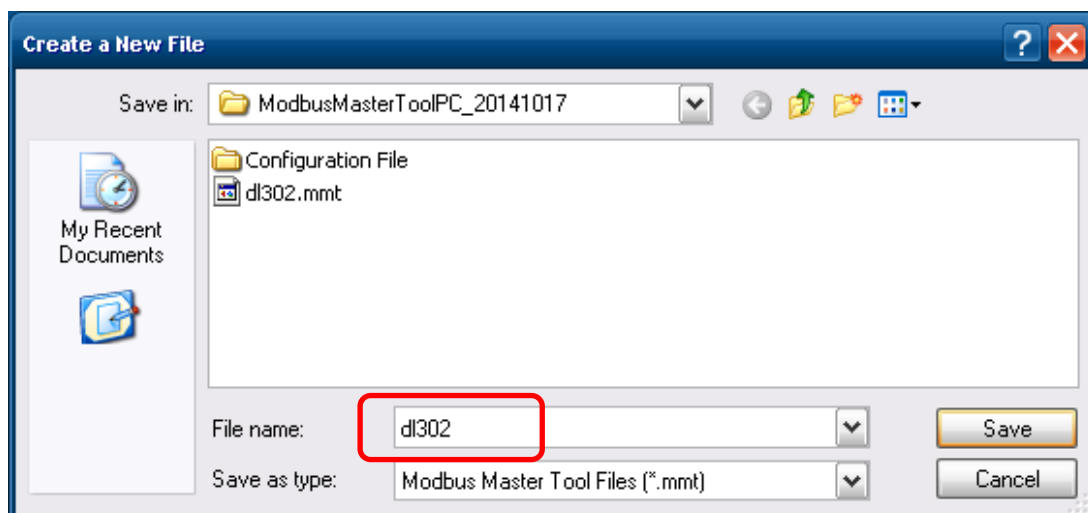 Create a New File
Save in: ModbusMasterToolPC_20141017
Configuration File
dl302.mmt
My Recent
Documents
File name: dl302 Save
Save as type: Modbus Master Tool Files (*.mmt) Cancel